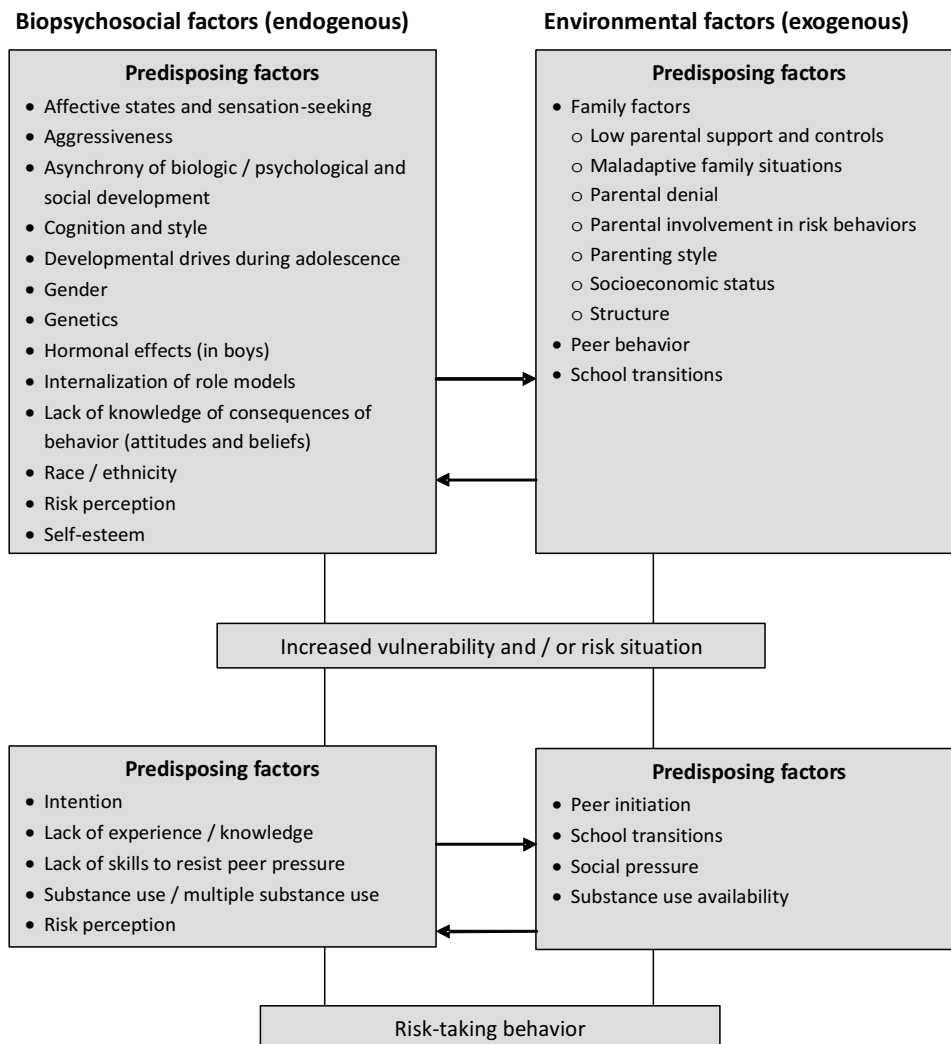 Biopsychosocial factors (endogenous)
Environmental factors (exogenous)
Predisposing factors
• Affective states and sensation-seeking
• Aggressiveness
• Asynchrony of biologic / psychological and
social development
• Cognition and style
• Developmental drives during adolescence
• Gender
• Genetics
• Hormonal effects (in boys)
• Internalization of role models
• Lack of knowledge of consequences of
behavior (attitudes and beliefs)
• Race / ethnicity
• Risk perception
• Self-esteem
Predisposing factors
• Family factors
o Low parental support and controls
o Maladaptive family situations
o Parental denial
o Parental involvement in risk behaviors
o Parenting style
o Socioeconomic status
o Structure
• Peer behavior
• School transitions
Increased vulnerability and / or risk situation
Predisposing factors
• Intention
• Lack of experience / knowledge
• Lack of skills to resist peer pressure
• Substance use / multiple substance use
• Risk perception
Predisposing factors
• Peer initiation
• School transitions
• Social pressure
• Substance use availability
Risk-taking behavior